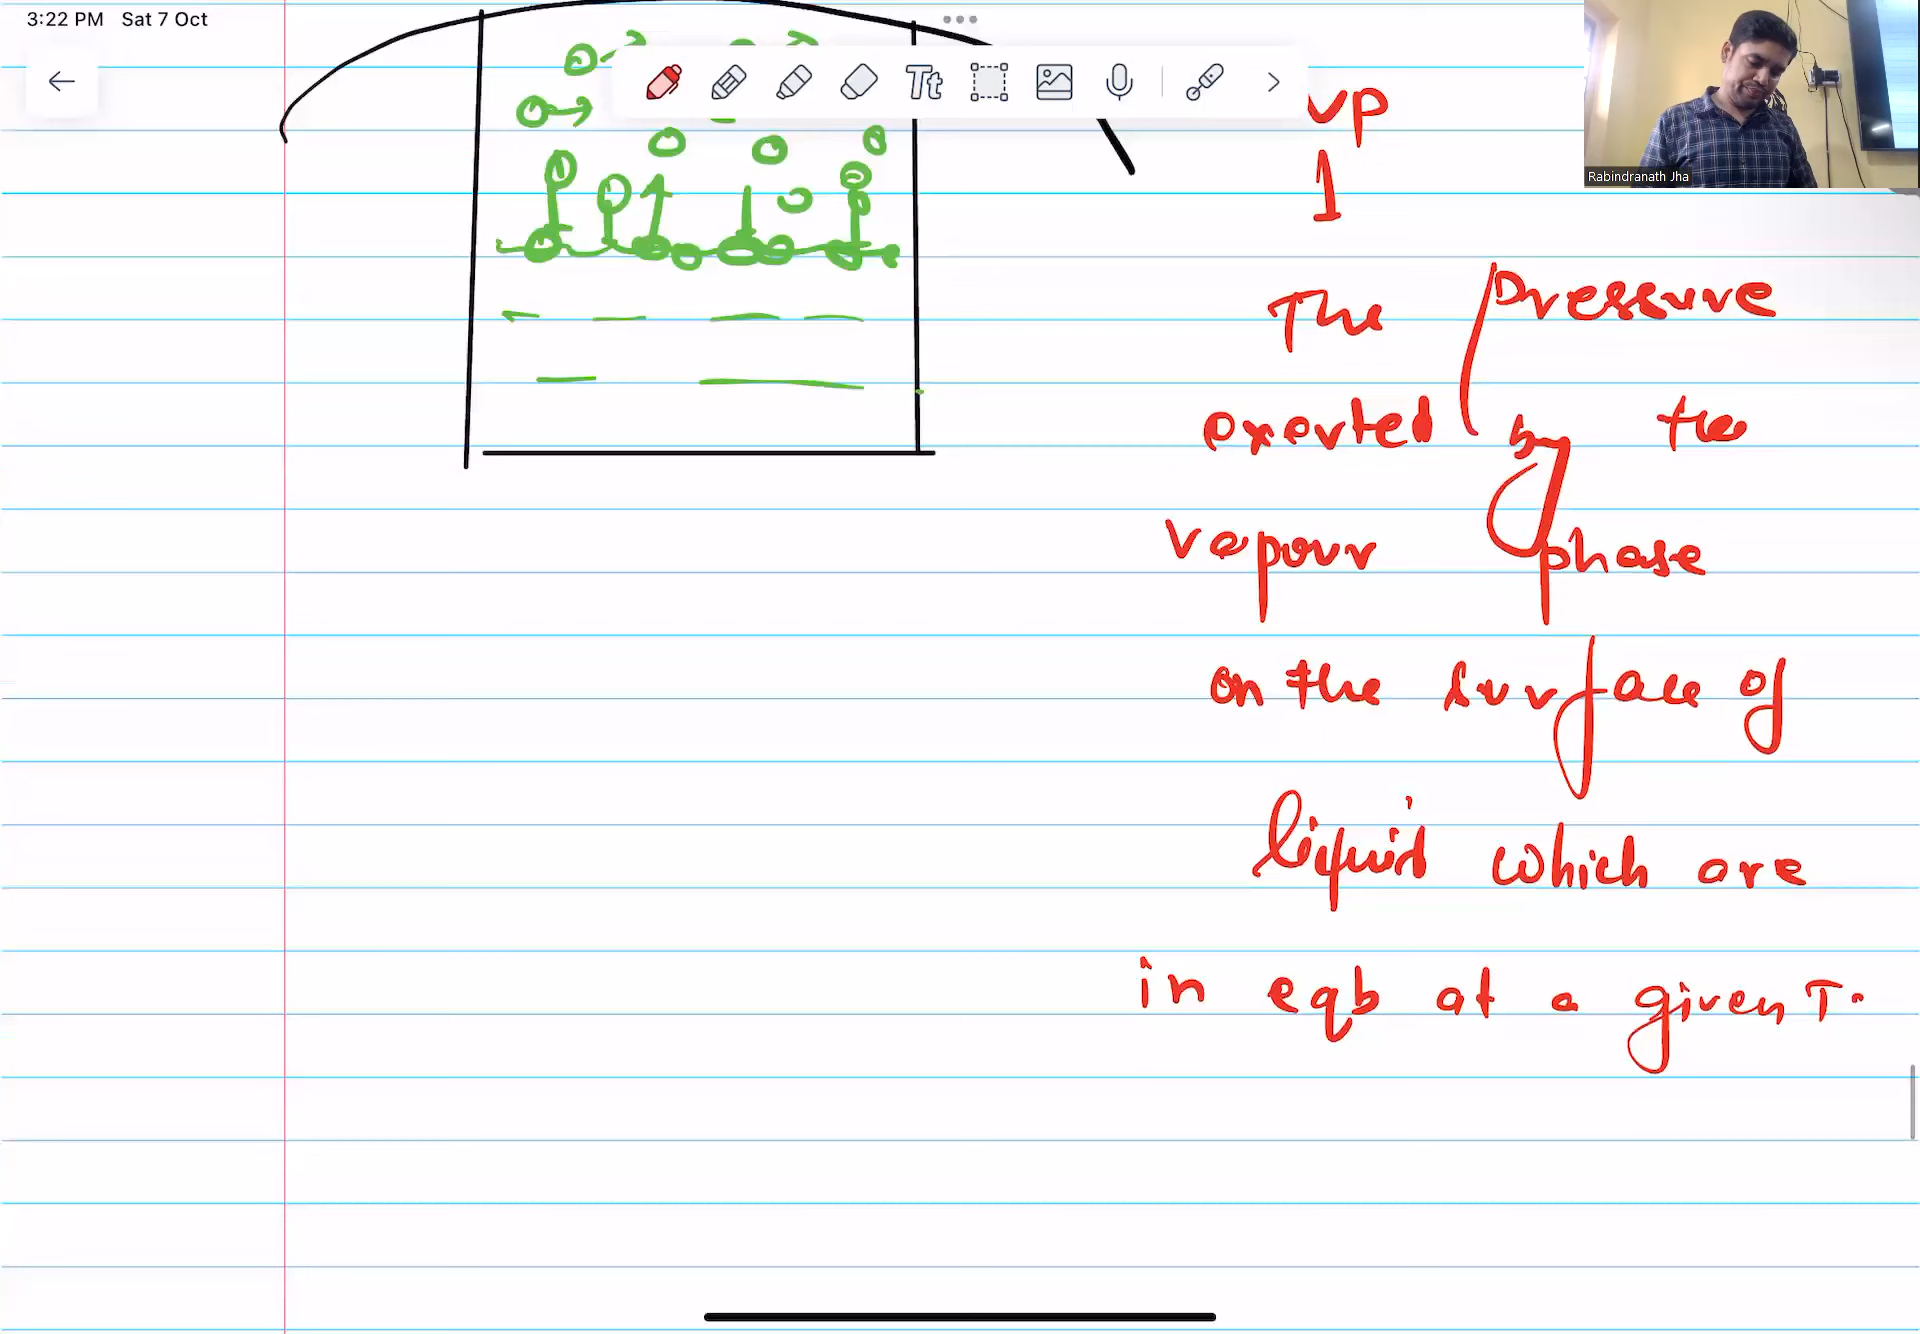 3:22 PM Sat 7 Oct
Tt
Rabindranath Jha
vp
The pressure
exerted by the
vapour phase
on the surface of
liquid which are
in eqb at a given T.